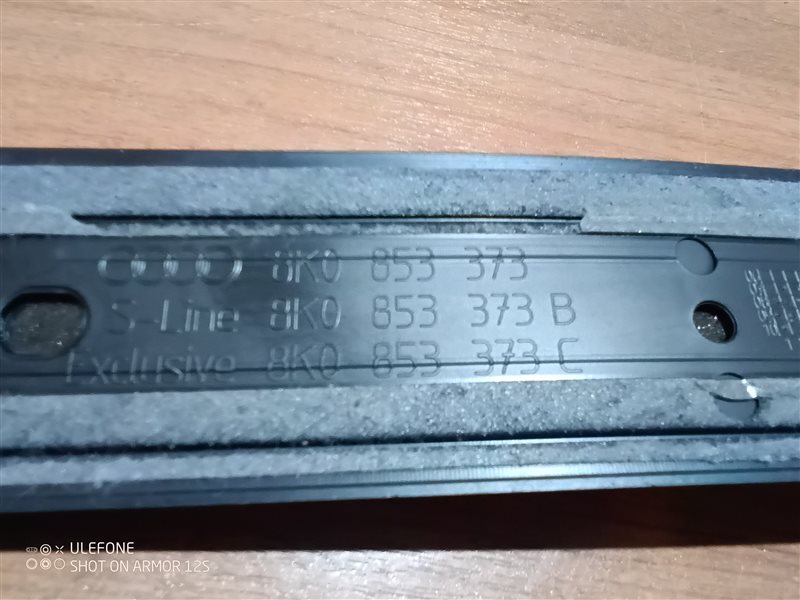 8K0 853 373
S-Line 8K0 853 373 B
Exclusive 8K0 853 373 C
ULEFONE
SHOT ON ARMOR 12S